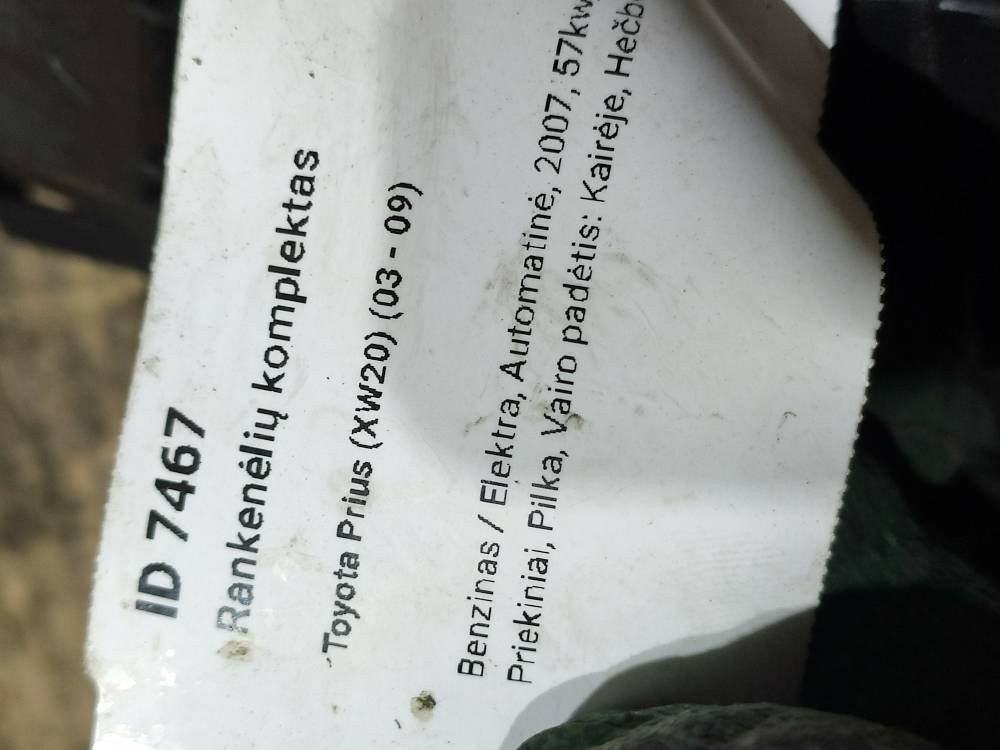 ID 7467
Rankenėlių komplektas
Toyota Prius (XW20) (03 - 09)
Benzinas / Elektra, Automatinė, 2007, 57kw,
Priekiniai, Pilka, Vairo padėtis: Kairėje,